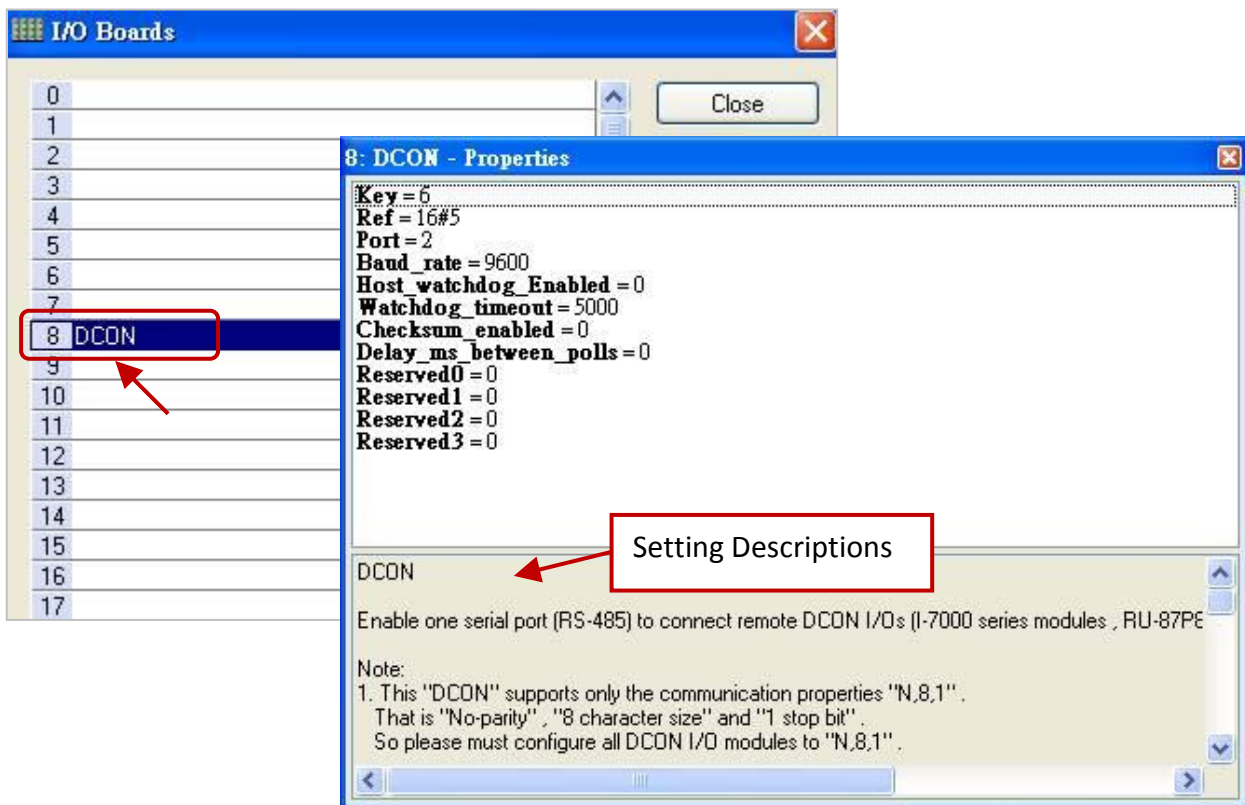 I/O Boards
0
Close
1
2
8: DCON - Properties
3
Key = 6
4
Ref = 16#5
5
Port = 2
6
Baud_rate = 9600
Host_watchdog_Enabled = 0
7
Watchdog_timeout = 5000
8 DCON
Checksum_enabled = 0
Delay_ms_between_polls = 0
9
Reserved0 = 0
10
Reserved1 = 0
11
Reserved2 = 0
12
Reserved3 = 0
13
14
15
Setting Descriptions
16
DCON
17
Enable one serial port (RS-485) to connect remote DCON I/Os (I-7000 series modules ,
Note:
1. This "DCON" supports only the communication properties "N,8,1" .
That is "No-parity" , "8 character size" and "1 stop bit" .
So please must configure all DCON I/O modules to "N,8,1" .